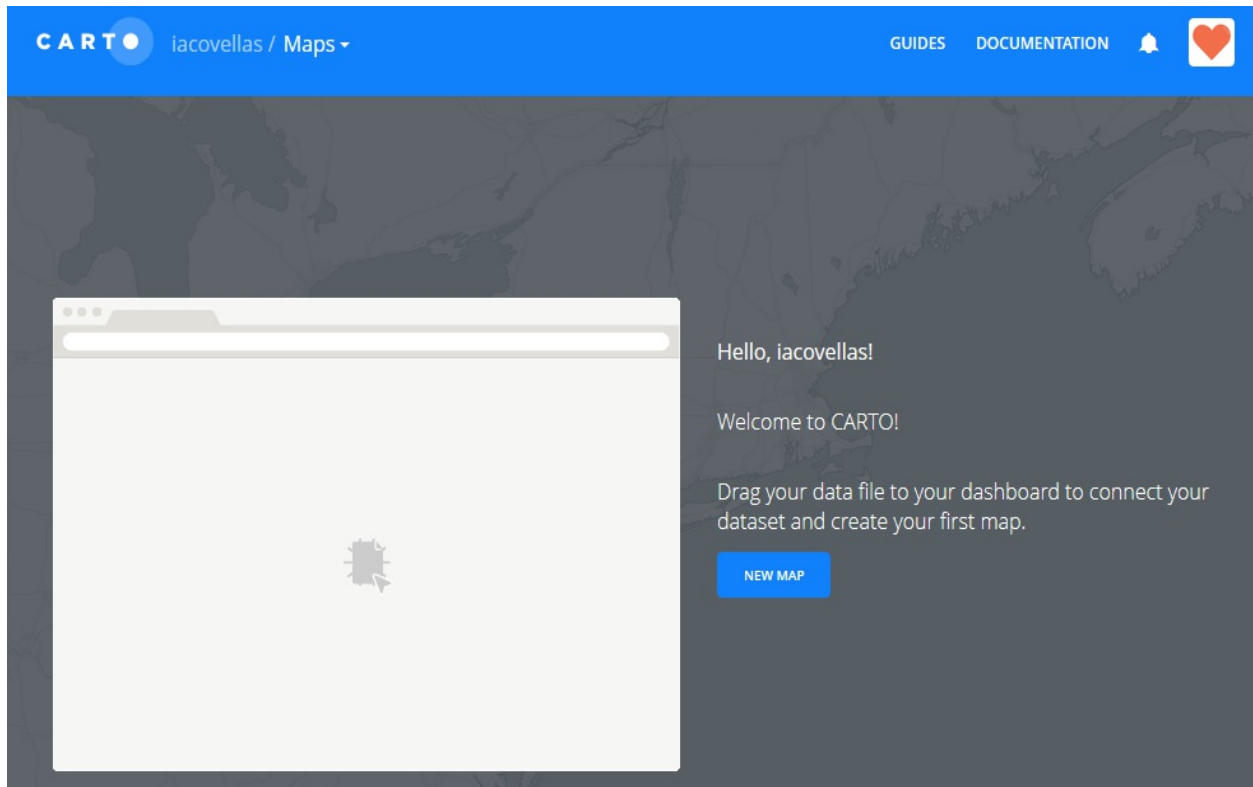 CARTO iacovellas / Maps GUIDES DOCUMENTATION
Hello, iacovellas!
Welcome to CARTO!
Drag your data file to your dashboard to connect your
dataset and create your first map.
NEW MAP